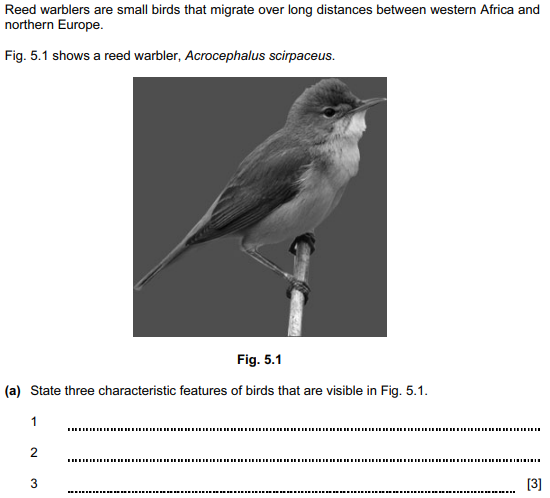 Reed warblers are small birds that migrate over long distances between western Africa and
northern Europe.
Fig. 5.1 shows a reed warbler, Acrocephalus scirpaceus.
Fig. 5.1
(a) State three characteristic features of birds that are visible in Fig. 5.1.
1
2
3 [3]